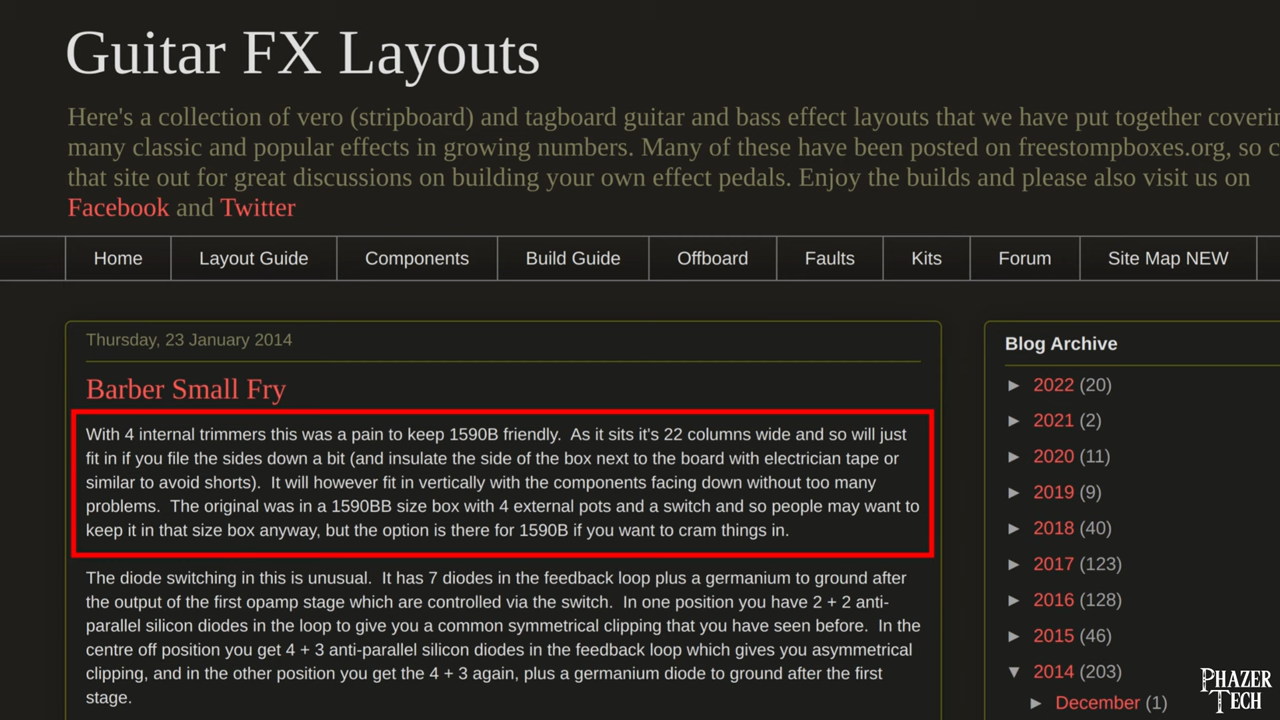 Guitar FX Layouts
Here's a collection of vero (stripboard) and tagboard guitar and bass effect layouts that we have put together
many classic and popular effects in growing numbers. Many of these have been posted on freestompboxes.org, so
that site out for great discussions on building your own effect pedals. Enjoy the builds and please also visit us on
Facebook and Twitter
Home Layout Guide Components Build Guide Offboard Faults Kits Forum Site Map NEW
Thursday, 23 January 2014
Barber Small Fry
With 4 internal trimmers this was a pain to keep 1590B friendly. As it sits it's 22 columns wide and so will just
fit in if you file the sides down a bit (and insulate the side of the box next to the board with electrician tape or
similar to avoid shorts). It will however fit in vertically with the components facing down without too many
problems. The original was in a 1590BB size box with 4 external pots and a switch and so people may want to
keep it in that size box anyway, but the option is there for 1590B if you want to cram things in.
The diode switching in this is unusual. It has 7 diodes in the feedback loop plus a germanium to ground after
the output of the first opamp stage which are controlled via the switch. In one position you have 2 + 2 anti-
parallel silicon diodes in the loop to give you a common symmetrical clipping that you have seen before. In the
centre off position you get 4 + 3 anti-parallel silicon diodes in the feedback loop which gives you asymmetrical
clipping, and in the other position you get the 4 + 3 again, plus a germanium diode to ground after the first
stage.
Blog Archive
► 2022 (20)
► 2021 (2)
► 2020 (11)
► 2019 (9)
► 2018 (40)
► 2017 (123)
► 2016 (128)
► 2015 (46)
▼ 2014 (203)
► December (1)
PHAZER
TECH